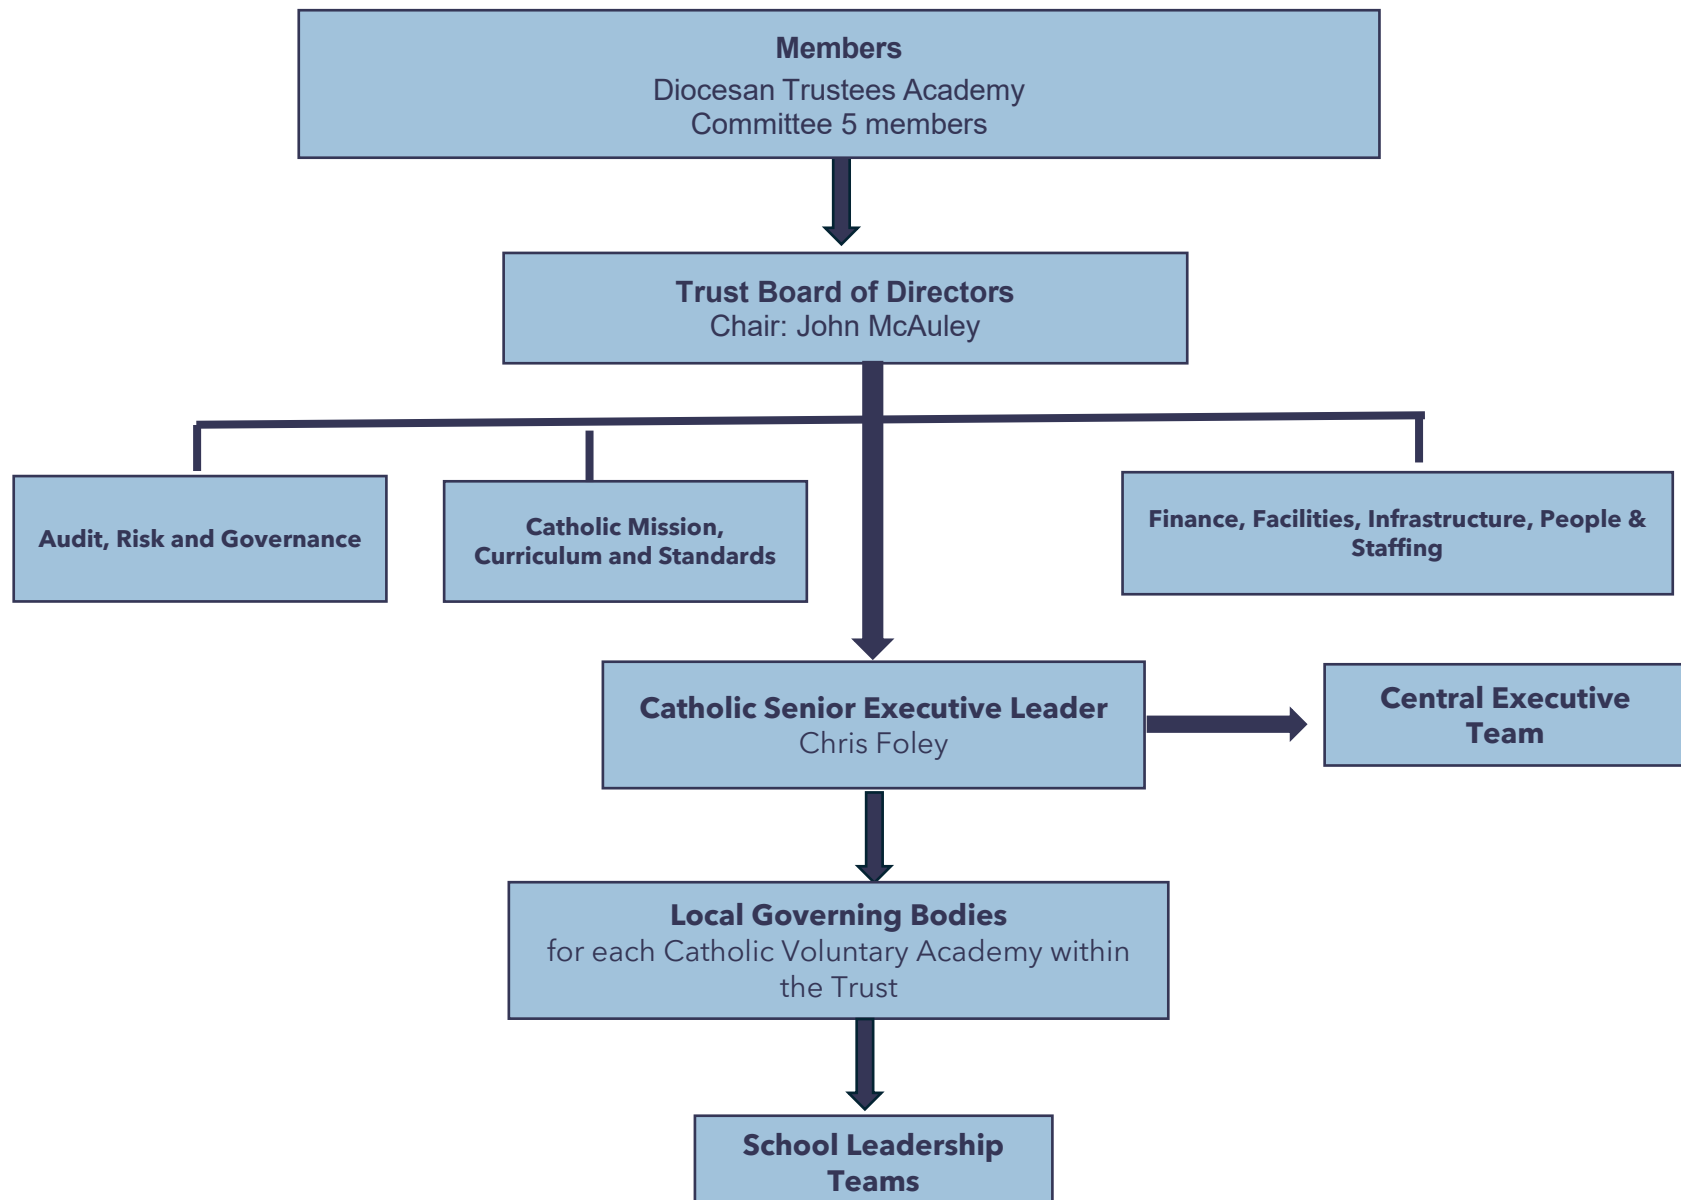 Members
Diocesan Trustees Academy
Committee 5 members
Trust Board of Directors
Chair: John McAuley
Audit, Risk and Governance
Catholic Mission,
Curriculum and Standards
Finance, Facilities, Infrastructure, People &
Staffing
Catholic Senior Executive Leader
Chris Foley
Central Executive
Team
Local Governing Bodies
for each Catholic Voluntary Academy within
the Trust
School Leadership
Teams